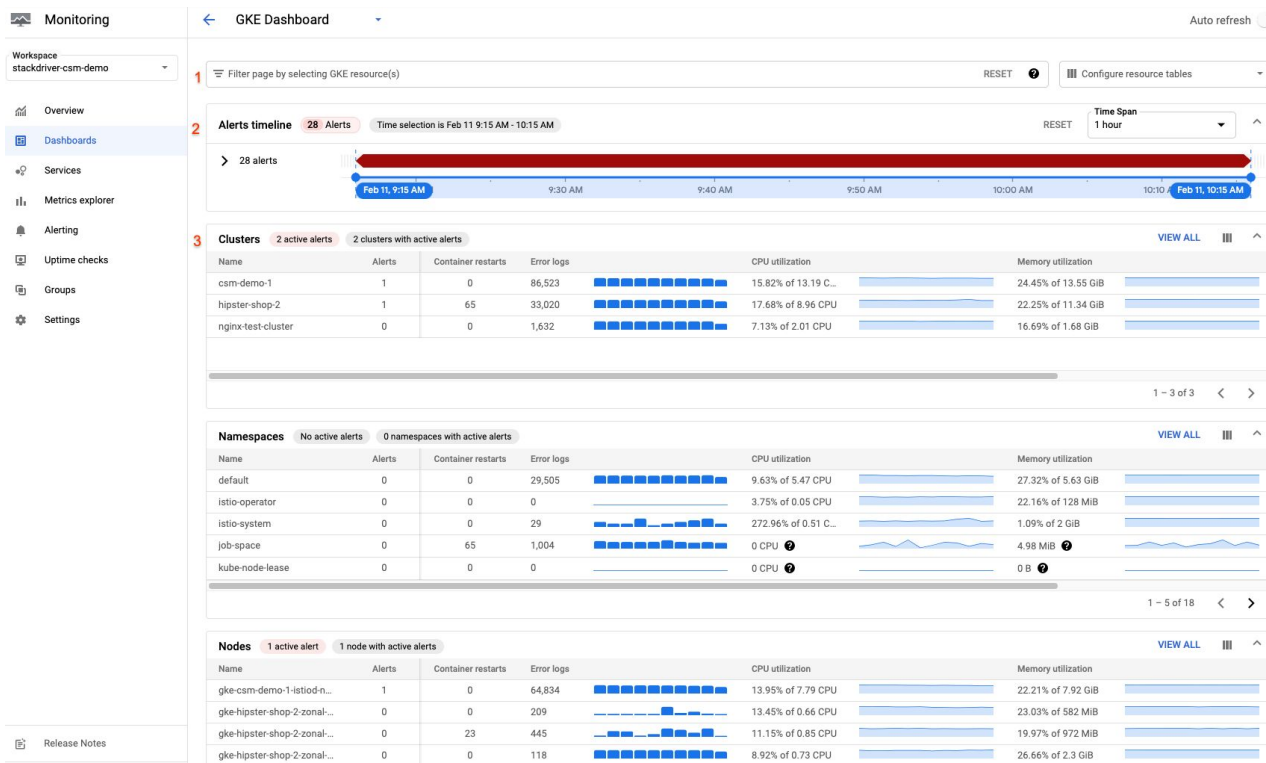 Monitoring
GKE Dashboard
Auto refresh
Workspace
stackdriver-csm-demo
1
Filter page by selecting GKE resource(s)
RESET
Configure resource tables
Overview
Dashboards
Services
Metrics explorer
Alerting
Uptime checks
Groups
Settings
Release Notes
2
Alerts timeline 28 Alerts Time selection is Feb 11 9:15 AM - 10:15 AM
RESET
Time Span
1 hour
28 alerts
Feb 11, 9:15 AM 9:30 AM 9:40 AM 9:50 AM 10:00 AM 10:10 Feb 11, 10:15 AM
3
Clusters 2 active alerts 2 clusters with active alerts VIEW ALL
Name Alerts Container restarts Error logs CPU utilization Memory utilization
csm-demo-1 1 0 86,523 15.82% of 13.19 C... 24.45% of 13.55 GiB
hipster-shop-2 1 65 33,020 17.68% of 8.96 CPU 22.25% of 11.34 GiB
nginx-test-cluster 0 0 1,632 7.13% of 2.01 CPU 16.69% of 1.68 GiB
1 – 3 of 3
Namespaces No active alerts 0 namespaces with active alerts VIEW ALL
Name Alerts Container restarts Error logs CPU utilization Memory utilization
default 0 0 29,505 9.63% of 5.47 CPU 27.32% of 5.63 GiB
istio-operator 0 0 0 3.75% of 0.05 CPU 22.16% of 128 MiB
istio-system 0 0 29 272.96% of 0.51 C... 1.09% of 2 GiB
job-space 0 65 1,004 0 CPU ? 4.98 MiB ?
kube-node-lease 0 0 0 0 CPU ? 0 B ?
1 – 5 of 18
Nodes 1 active alert 1 node with active alerts VIEW ALL
Name Alerts Container restarts Error logs CPU utilization Memory utilization
gke-csm-demo-1-istiod-n... 1 0 64,834 13.95% of 7.79 CPU 22.21% of 7.92 GiB
gke-hipster-shop-2-zonal-... 0 0 209 13.45% of 0.66 CPU 23.03% of 582 MiB
gke-hipster-shop-2-zonal-... 0 23 445 11.15% of 0.85 CPU 19.97% of 972 MiB
gke-hipster-shop-2-zonal-... 0 0 118 8.92% of 0.73 CPU 26.66% of 2.3 GiB